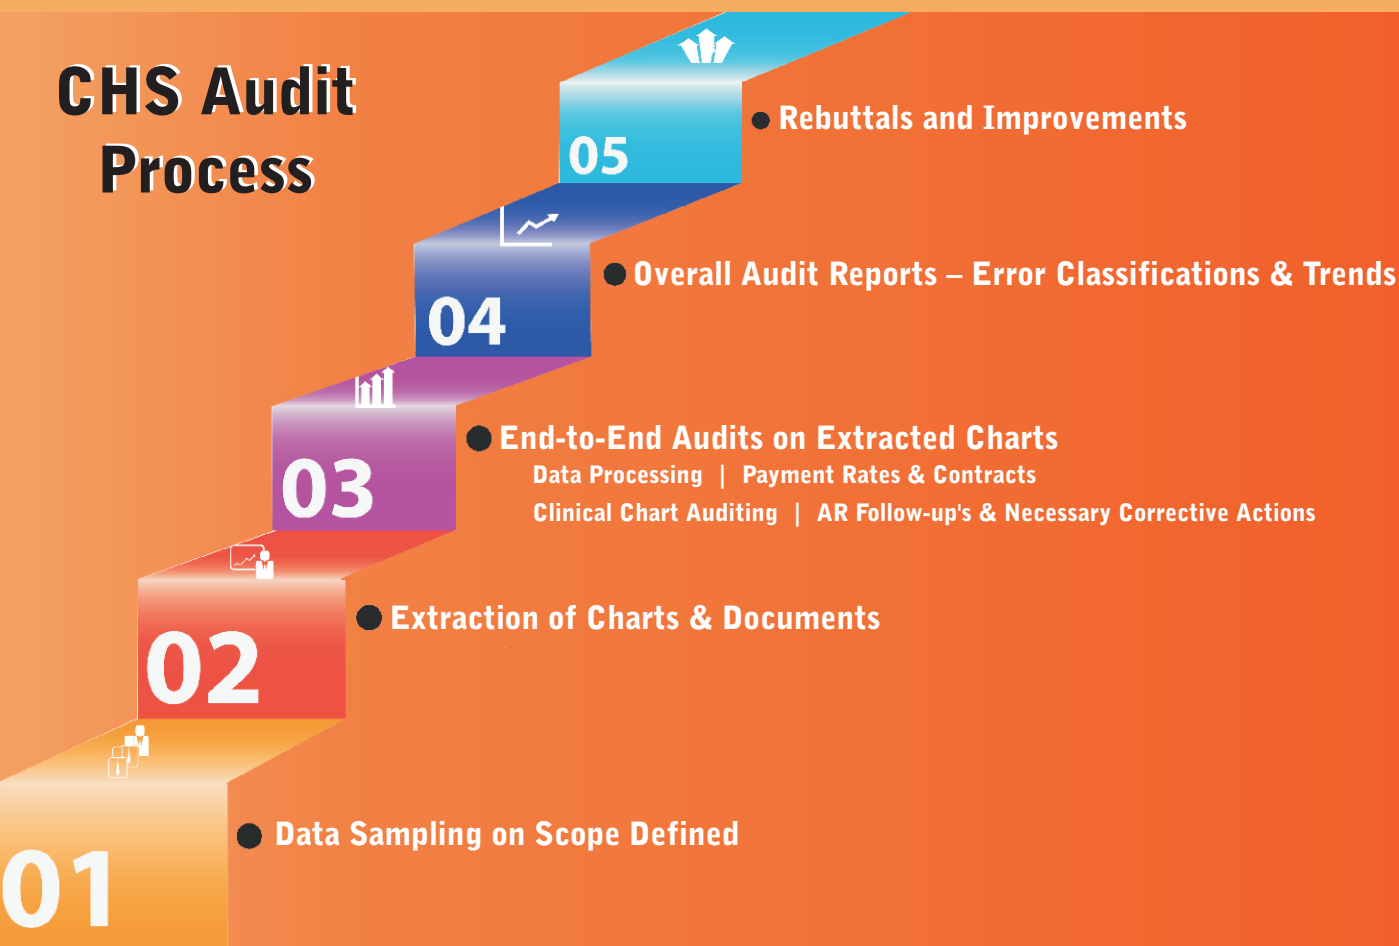 CHS Audit
Process
05
Rebuttals and Improvements
04
Overall Audit Reports – Error Classifications & Trends
03
End-to-End Audits on Extracted Charts
Data Processing | Payment Rates & Contracts
Clinical Chart Auditing | AR Follow-up's & Necessary Corrective Actions
02
Extraction of Charts & Documents
01
Data Sampling on Scope Defined